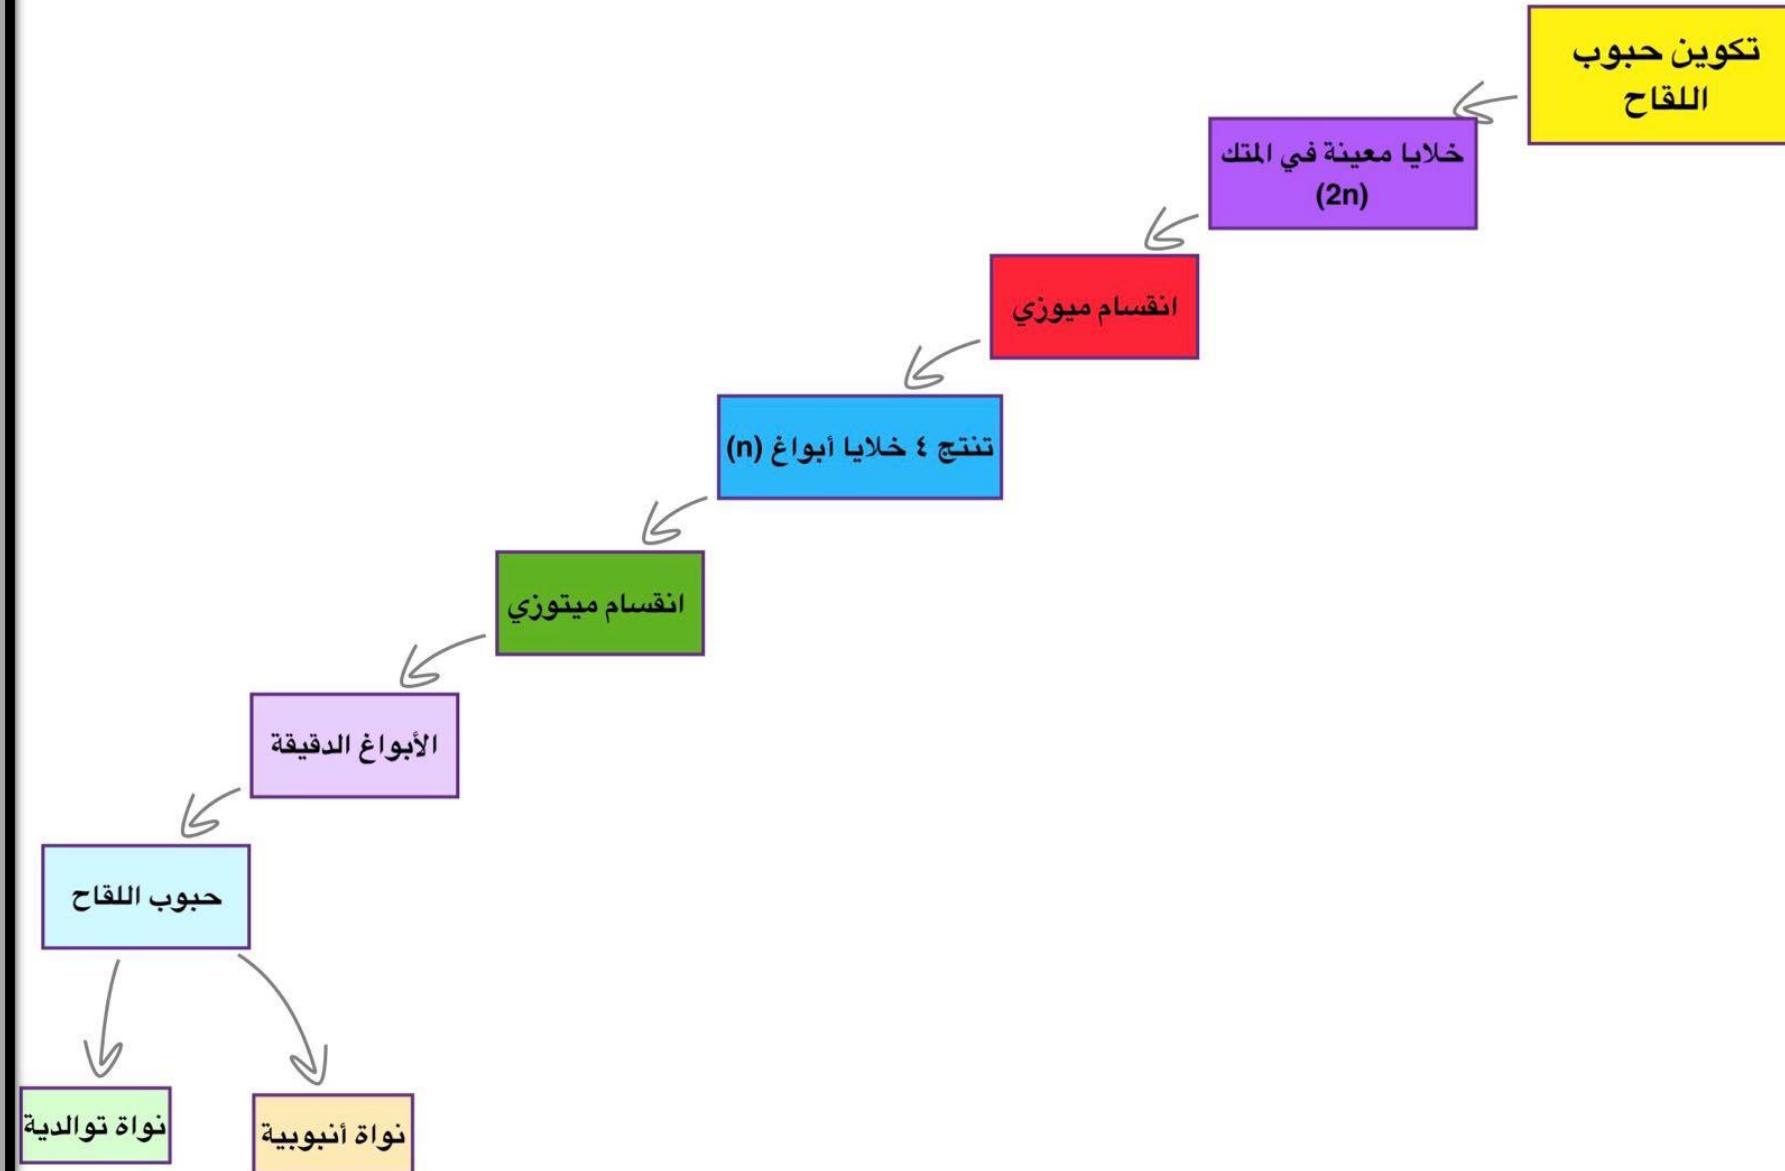 تكوين حبوب
اللقاح
خلايا معينة في المتك
(2n)
انقسام ميوزي
تنتج ٤ خلايا أبواغ (n)
انقسام ميتوزي
الأبواغ الدقيقة
حبوب اللقاح
نواة أنبوبية
نواة توالدية